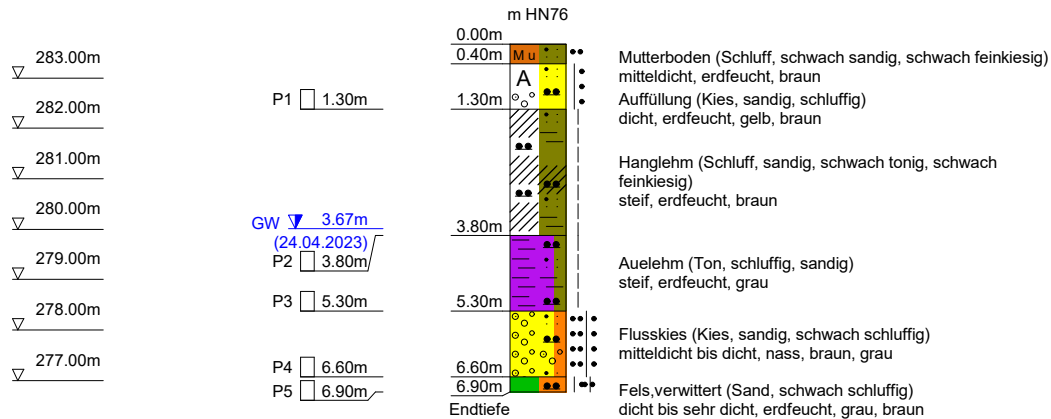 m HN76
0.00m
283.00m
0.40m
Mu
Mutterboden (Schluff, schwach sandig, schwach feinkiesig)
mitteldicht, erdfeucht, braun
A
P1 1.30m
1.30m
Auffüllung (Kies, sandig, schluffig)
dicht, erdfeucht, gelb, braun
282.00m
281.00m
Hanglehm (Schluff, sandig, schwach tonig, schwach
feinkiesig)
steif, erdfeucht, braun
280.00m
GW 3.67m
(24.04.2023)
3.80m
P2 3.80m
279.00m
Auelehm (Ton, schluffig, sandig)
steif, erdfeucht, grau
P3 5.30m
5.30m
278.00m
Flusskies (Kies, sandig, schwach schluffig)
mitteldicht bis dicht, nass, braun, grau
277.00m
P4 6.60m
6.60m
P5 6.90m
6.90m
Fels,verwittert (Sand, schwach schluffig)
dicht bis sehr dicht, erdfeucht, grau, braun
Endtiefe